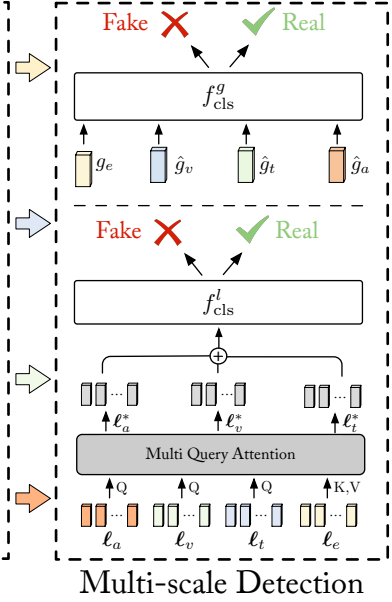 Fake Real
f^g_cls
g_e ĝ_v ĝ_t ĝ_a
Fake Real
f^l_cls
ℓ*_a ℓ*_v ℓ*_t
Multi Query Attention
Q Q Q K,V
ℓ_a ℓ_v ℓ_t ℓ_e
Multi-scale Detection